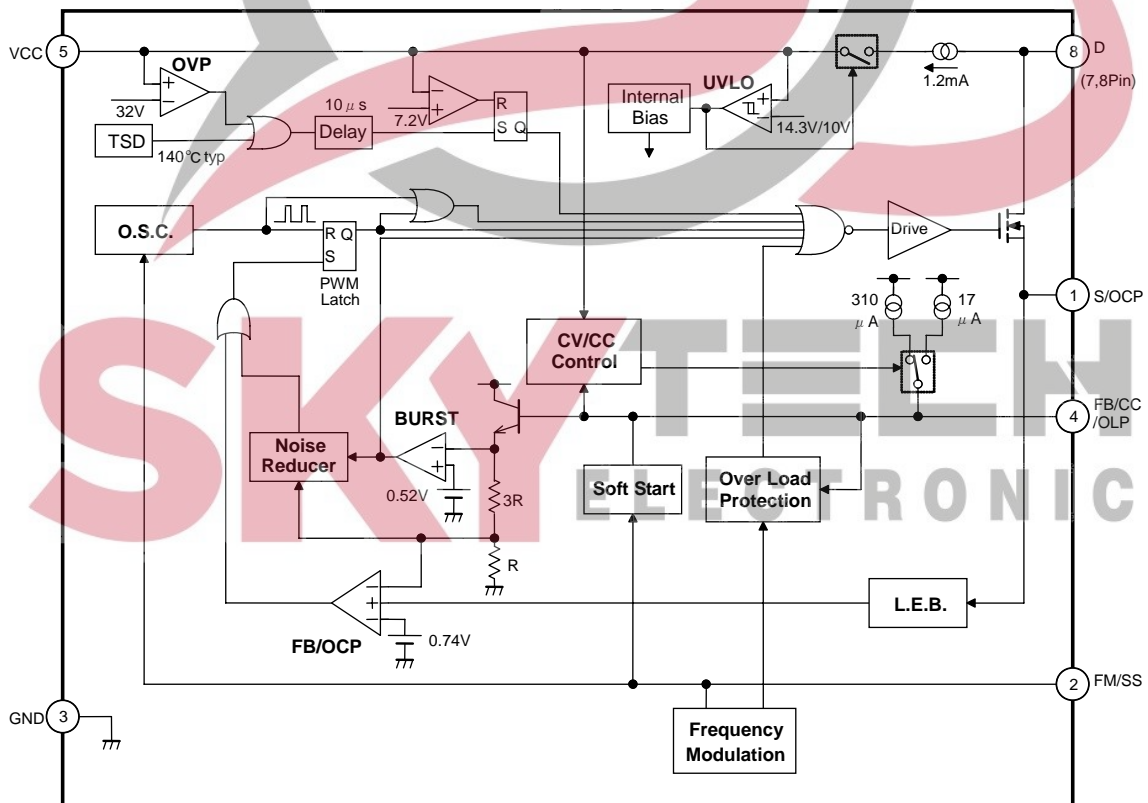 VCC
5
OVP
32V
TSD
140°C typ
10μs
Delay
7.2V
R
S Q
Internal
Bias
UVLO
14.3V/10V
1.2mA
8
D
(7,8Pin)
O.S.C.
R Q
S
PWM
Latch
Drive
310
μA
17
μA
1
S/OCP
CV/CC
Control
4
FB/CC
/OLP
BURST
Noise
Reducer
0.52V
3R
R
Soft Start
Over Load
Protection
L.E.B.
FB/OCP
0.74V
2
FM/SS
GND
3
Frequency
Modulation
SKYTECH
ELECTRONIC